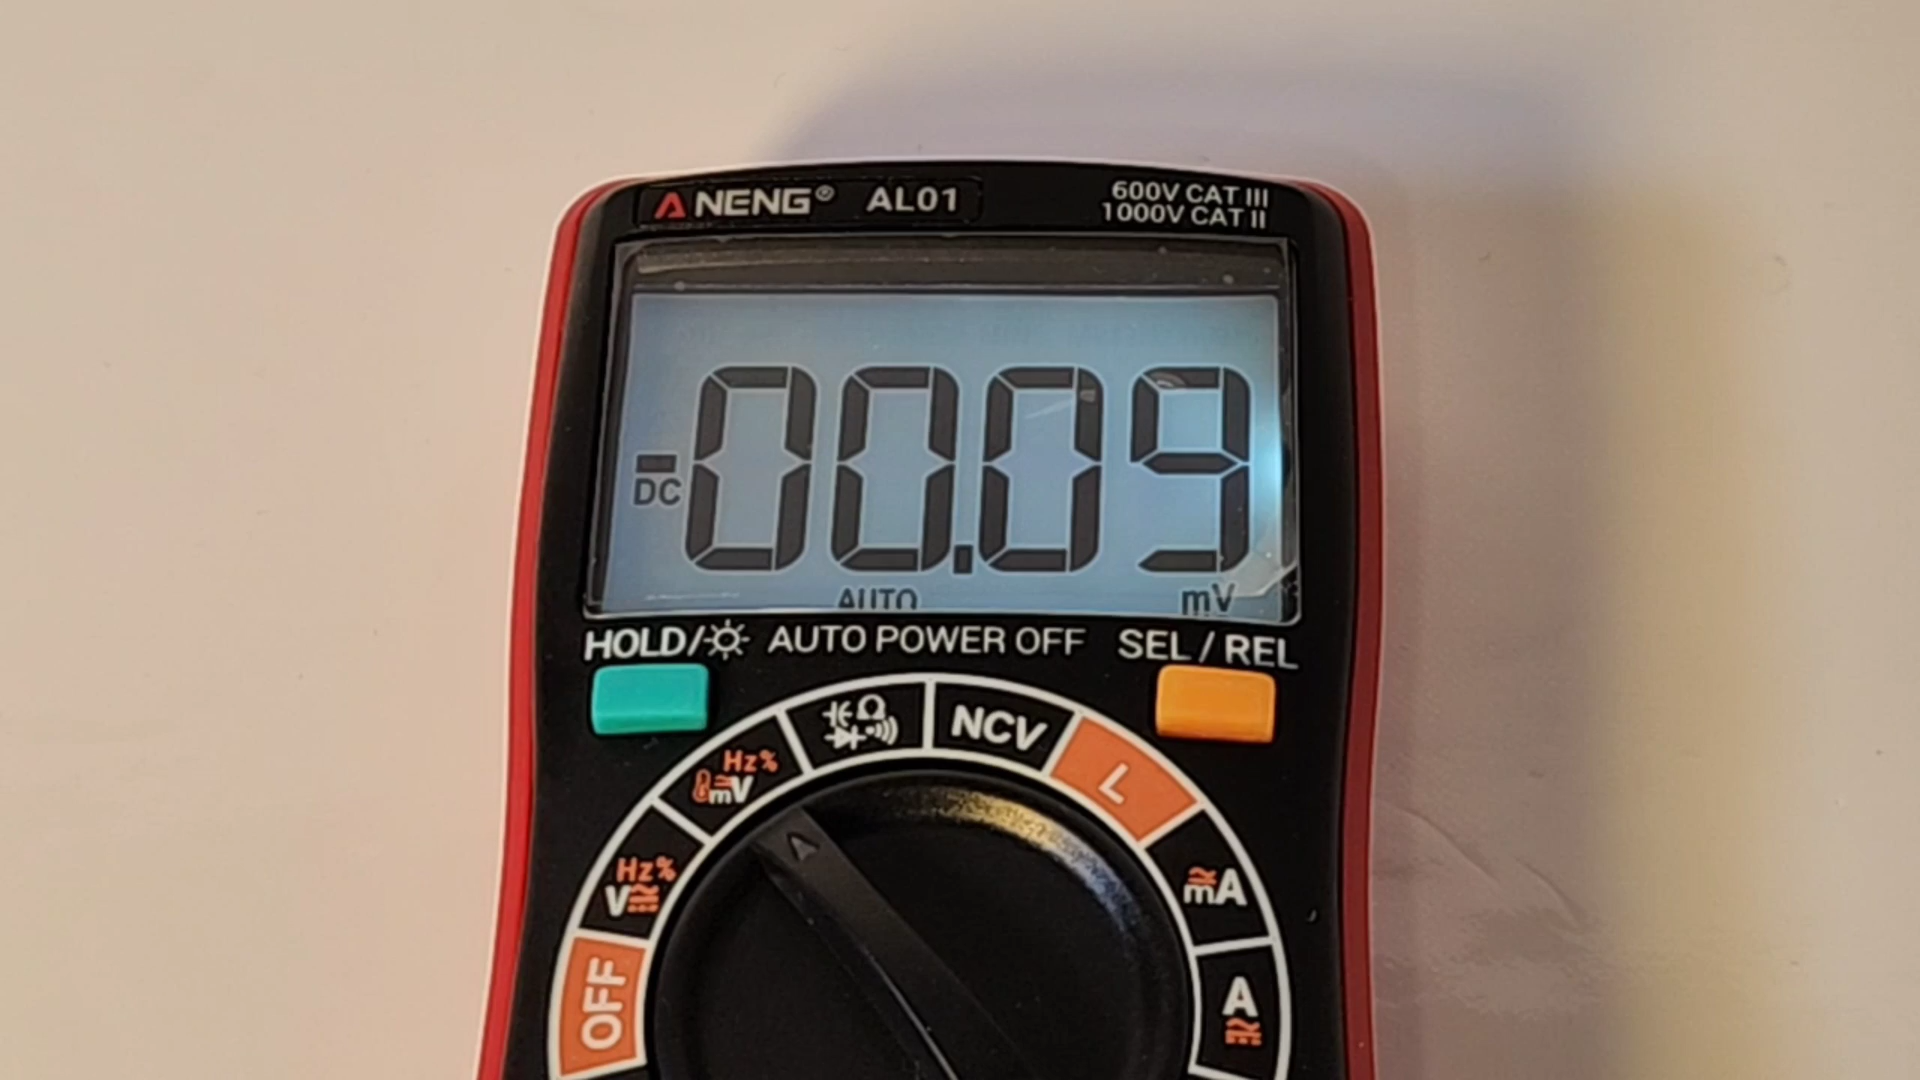 ANENG® AL01
600V CAT III
1000V CAT II
-00.09
DC
AUTO mV
HOLD/ AUTO POWER OFF SEL / REL
Ω
NCV
L
Hz%
mV
Hz%
V
mA
OFF
A